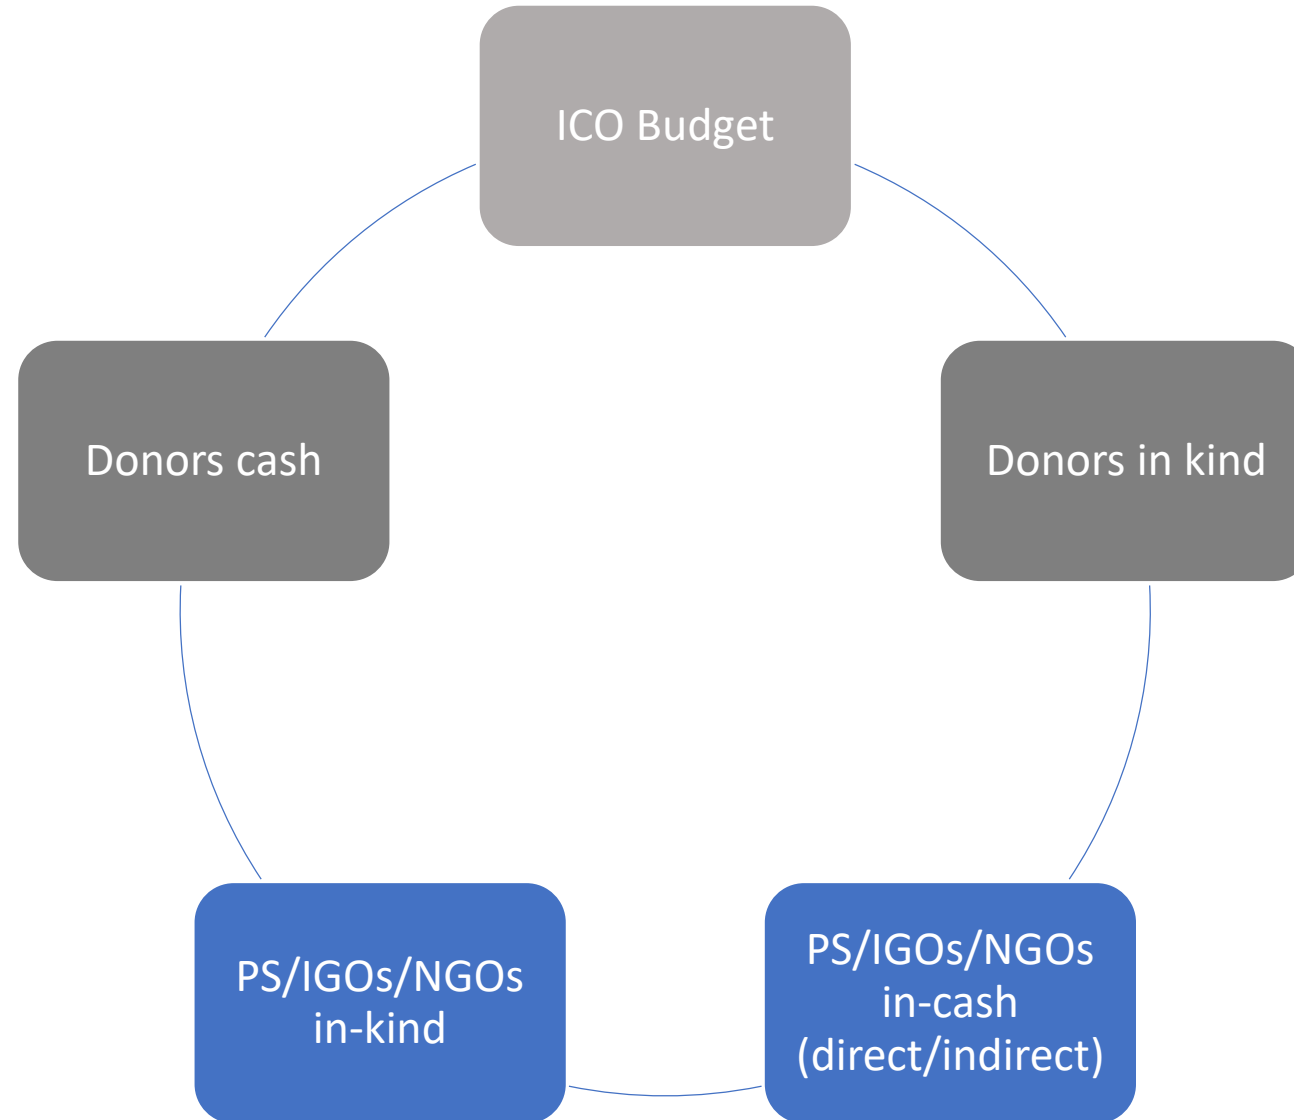 ICO Budget
Donors cash
Donors in kind
PS/IGOs/NGOs
in-kind
PS/IGOs/NGOs
in-cash
(direct/indirect)